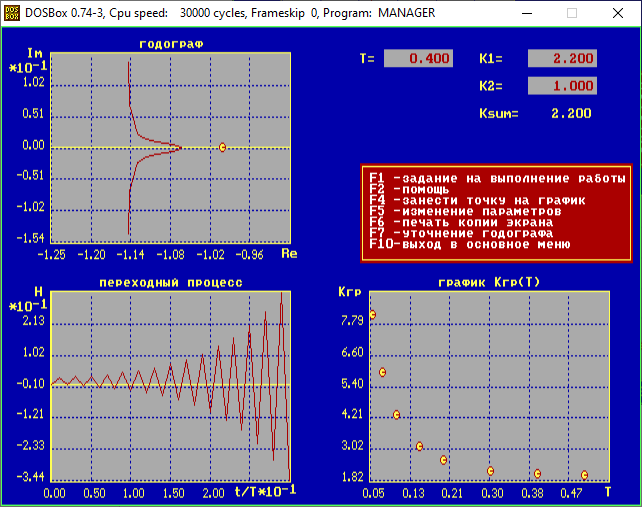 DOSBox 0.74-3, Cpu speed: 30000 cycles, Frameskip 0, Program: MANAGER
годограф
Im
*10⁻¹
1.02
0.51
0.00
-0.51
-1.02
-1.54
-1.25 -1.20 -1.14 -1.08 -1.02 -0.96 Re
T= 0.400 K1= 2.200
K2= 1.000
Ksum= 2.200
F1 -задание на выполнение работы
F2 -помощь
F4 -занести точку на график
F5 -изменение параметров
F6 -печать копии экрана
F7 -уточнение годографа
F10-выход в основное меню
переходный процесс
H
*10⁻¹
2.13
1.02
-0.10
-1.21
-2.33
-3.44
0.00 0.50 1.00 1.50 2.00 t/T*10⁻¹
график Кгр(T)
Кгр
7.79
6.60
5.40
4.21
3.02
1.82
0.05 0.13 0.21 0.30 0.38 0.47 T